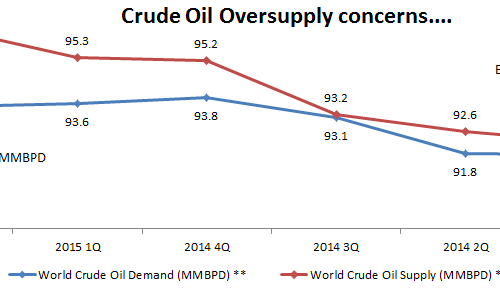 Crude Oil Oversupply concerns....
95.3
95.2
93.2
92.6
93.6
93.8
93.1
91.8
MMBPD
2015 1Q
2014 4Q
2014 3Q
2014 2Q
World Crude Oil Demand (MMBPD) **
World Crude Oil Supply (MMBPD) *